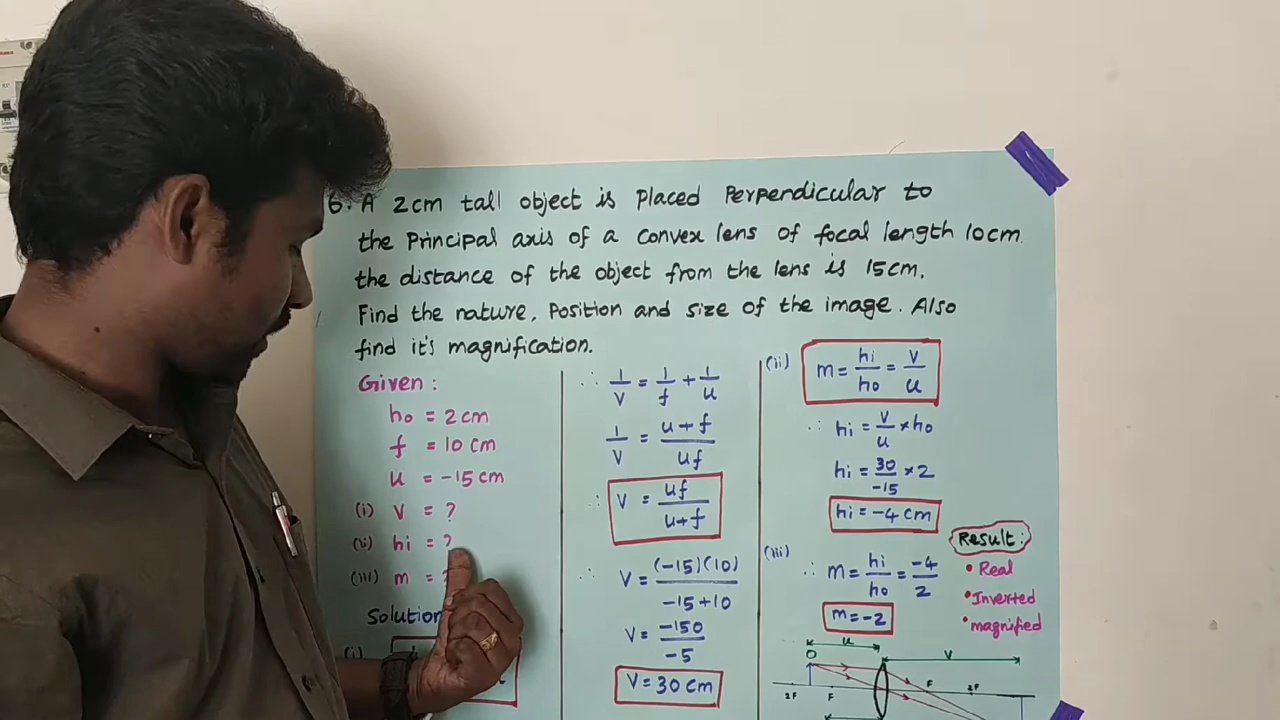 6. A 2cm tall object is Placed Perpendicular to
the Principal axis of a convex lens of focal length 10cm.
the distance of the object from the lens is 15cm.
Find the nature, Position and size of the image. Also
find it's magnification.
Given :
ho = 2cm
f = 10 cm
u = -15 cm
(i) v = ?
(ii) hi = ?
(iii) m =
Solution
(i)
∴ 1/v = 1/f + 1/u
1/v = u+f/uf
∴ v = uf/u+f
∴ v = (-15)(10)/-15+10
v = -150/-5
v = 30 cm
(ii) m = hi/ho = v/u
∴ hi = v/u × ho
hi = 30/-15 × 2
hi = -4 cm
(iii) ∴ m = hi/ho = -4/2
m = -2
Result :
• Real
• Inverted
• magnified
u
v
O
2F F F 2F